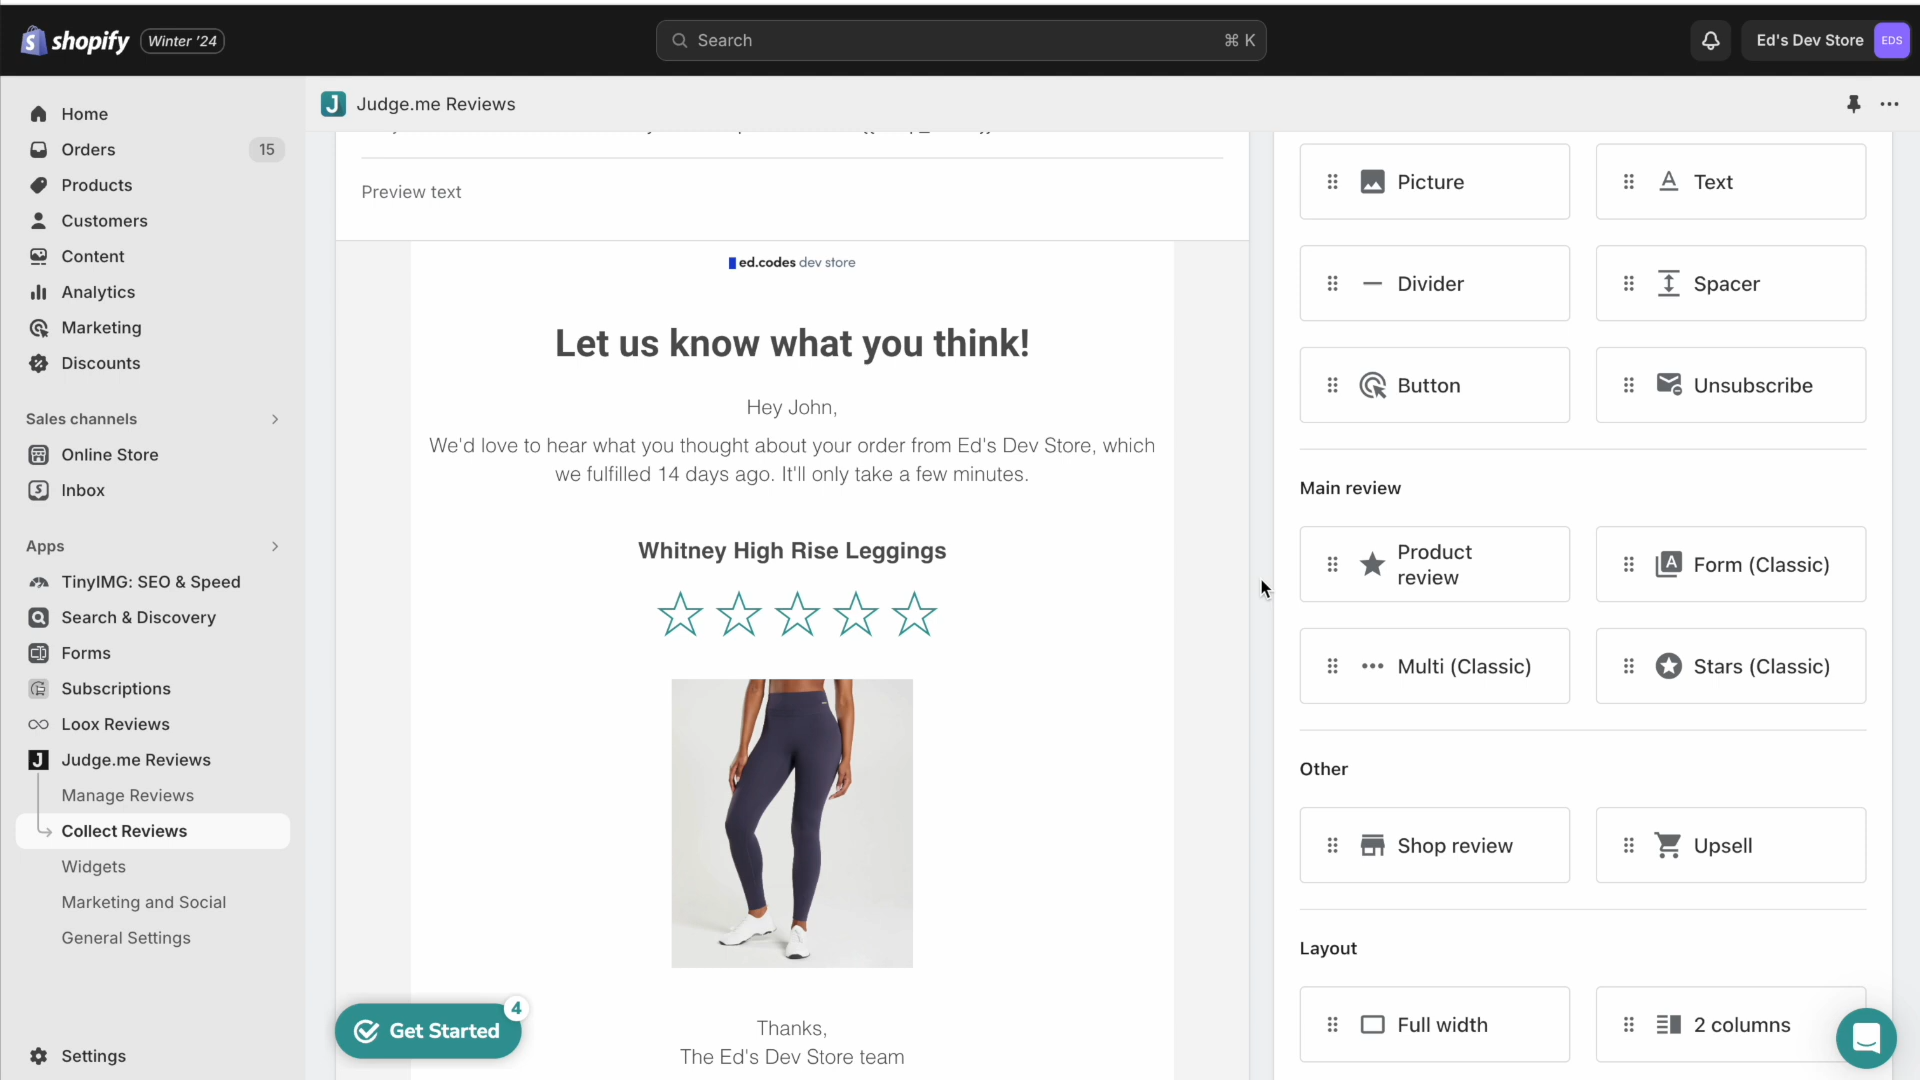 shopify
Winter '24
Search
⌘ K
Ed's Dev Store
EDS
Home
Orders
15
Products
Customers
Content
Analytics
Marketing
Discounts
Sales channels
Online Store
Inbox
Apps
TinyIMG: SEO & Speed
Search & Discovery
Forms
Subscriptions
Loox Reviews
Judge.me Reviews
Manage Reviews
Collect Reviews
Widgets
Marketing and Social
General Settings
Settings
J
Judge.me Reviews
Preview text
ed.codes dev store
Let us know what you think!
Hey John,
We'd love to hear what you thought about your order from Ed's Dev Store, which
we fulfilled 14 days ago. It'll only take a few minutes.
Whitney High Rise Leggings
Thanks,
The Ed's Dev Store team
Get Started
4
Picture
Text
Divider
Spacer
Button
Unsubscribe
Main review
Product
review
Form (Classic)
Multi (Classic)
Stars (Classic)
Other
Shop review
Upsell
Layout
Full width
2 columns